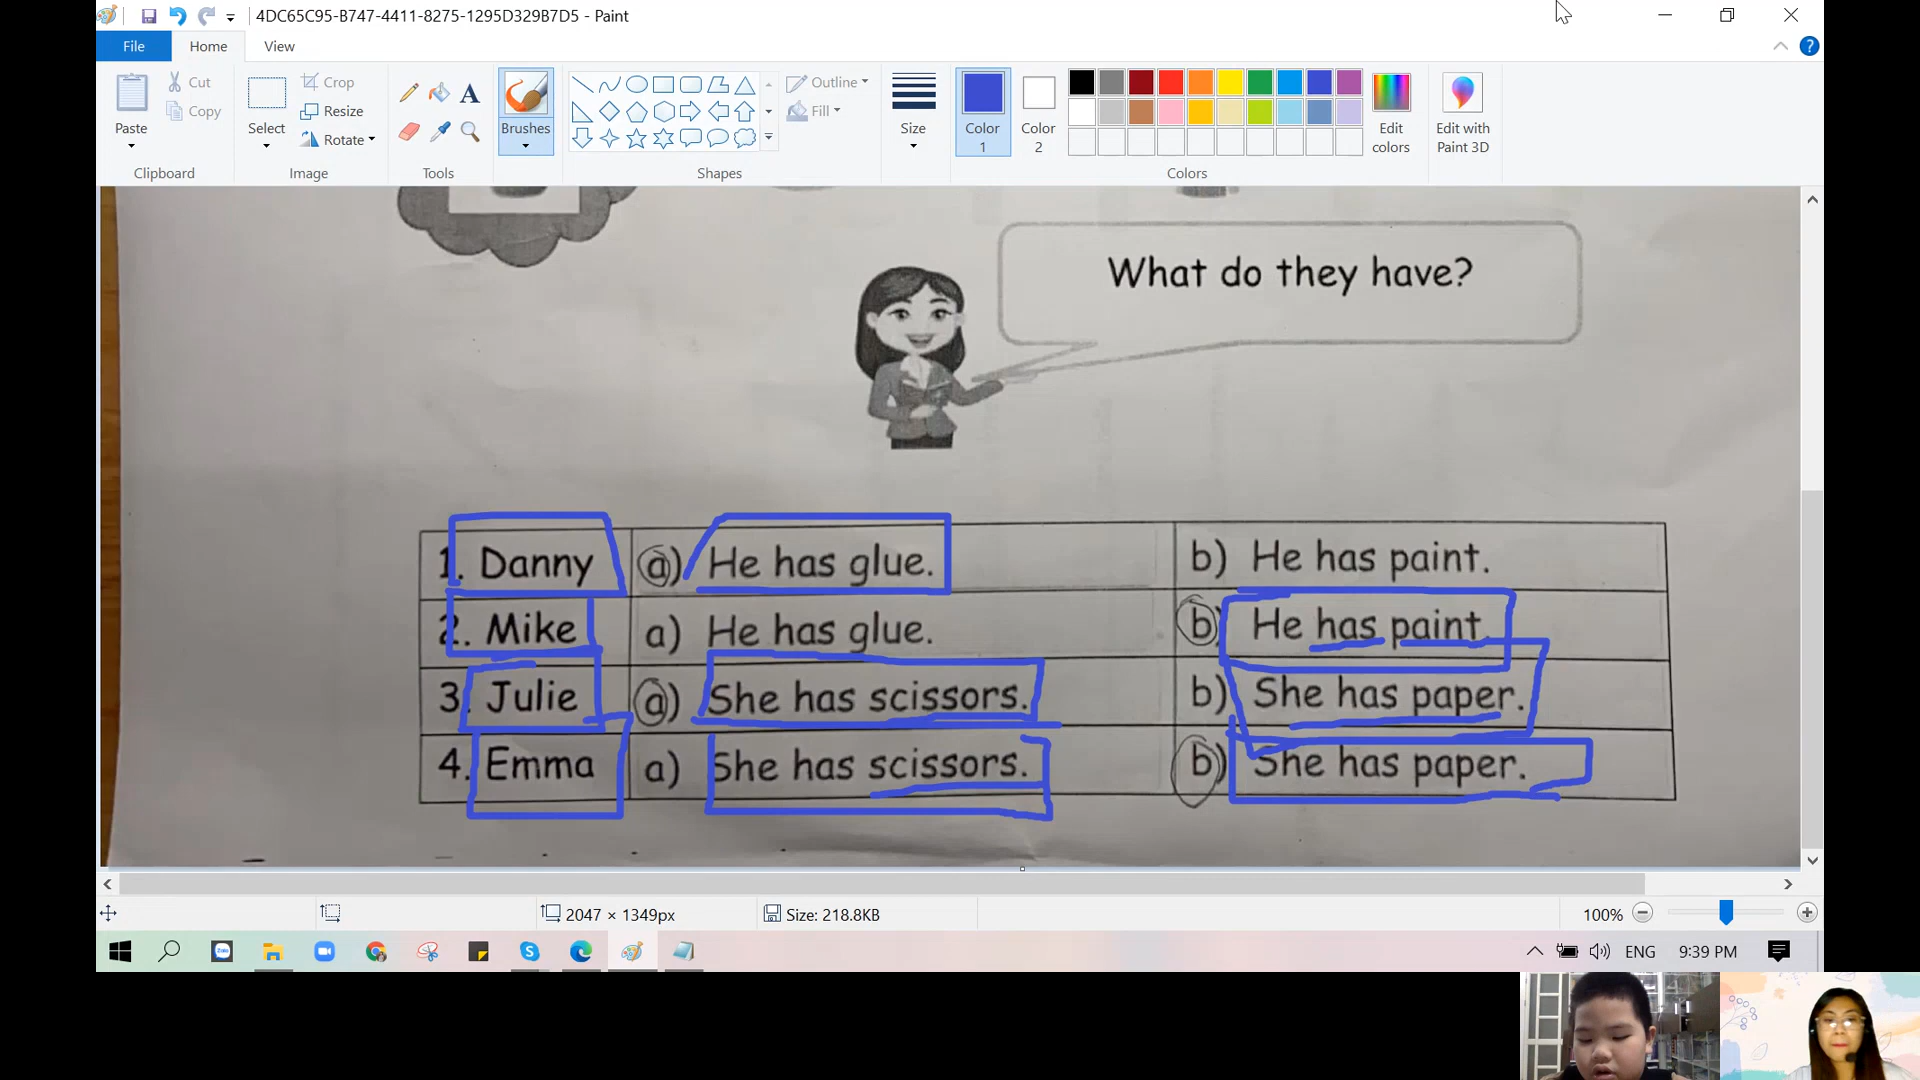 4DC65C95-B747-4411-8275-1295D329B7D5 - Paint
File Home View
Paste Cut Copy Clipboard
Select Crop Resize Rotate Image
Tools
Brushes
Outline Fill Shapes
Size
Color 1 Color 2
Edit colors
Colors
Edit with Paint 3D
What do they have?
1. Danny a) He has glue. b) He has paint.
2. Mike a) He has glue. b) He has paint
3. Julie a) She has scissors. b) She has paper.
4. Emma a) She has scissors. b) She has paper.
2047 × 1349px Size: 218.8KB 100%
Zalo ENG 9:39 PM